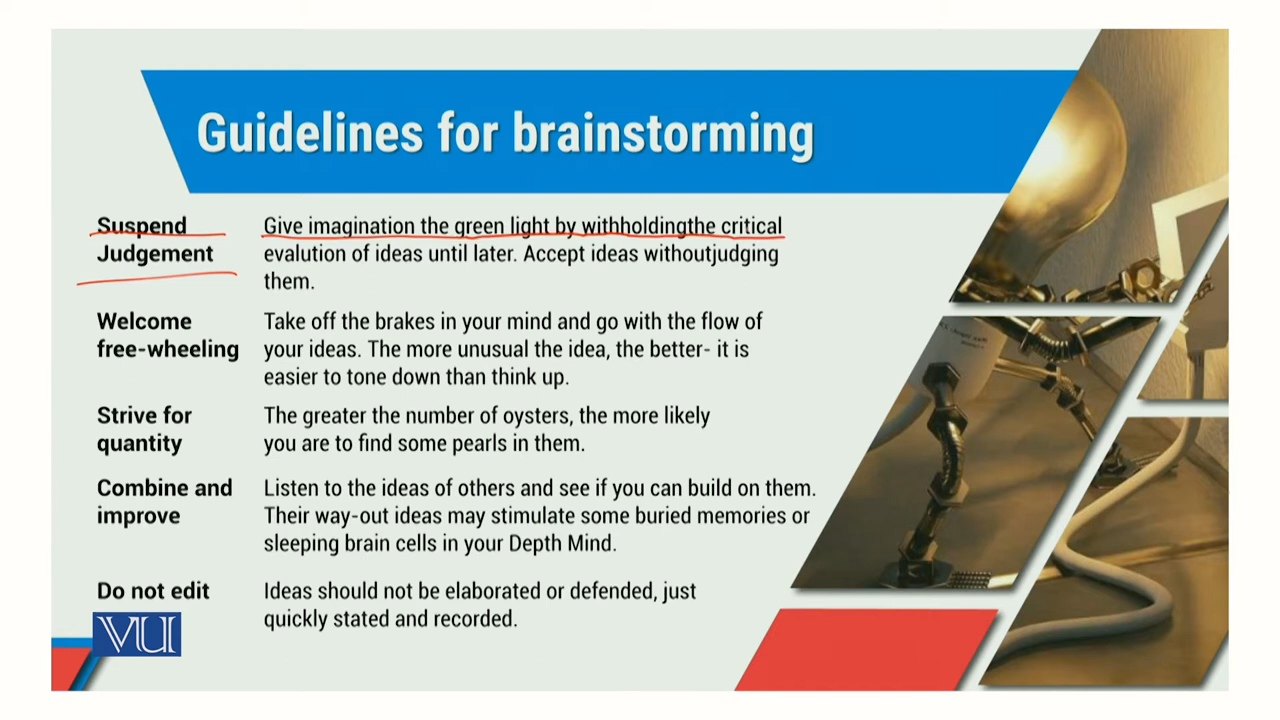 Guidelines for brainstorming
Suspend Judgement
Give imagination the green light by withholdingthe critical
evalution of ideas until later. Accept ideas withoutjudging
them.
Welcome free-wheeling
Take off the brakes in your mind and go with the flow of
your ideas. The more unusual the idea, the better- it is
easier to tone down than think up.
Strive for quantity
The greater the number of oysters, the more likely
you are to find some pearls in them.
Combine and improve
Listen to the ideas of others and see if you can build on them.
Their way-out ideas may stimulate some buried memories or
sleeping brain cells in your Depth Mind.
Do not edit
Ideas should not be elaborated or defended, just
quickly stated and recorded.
VU